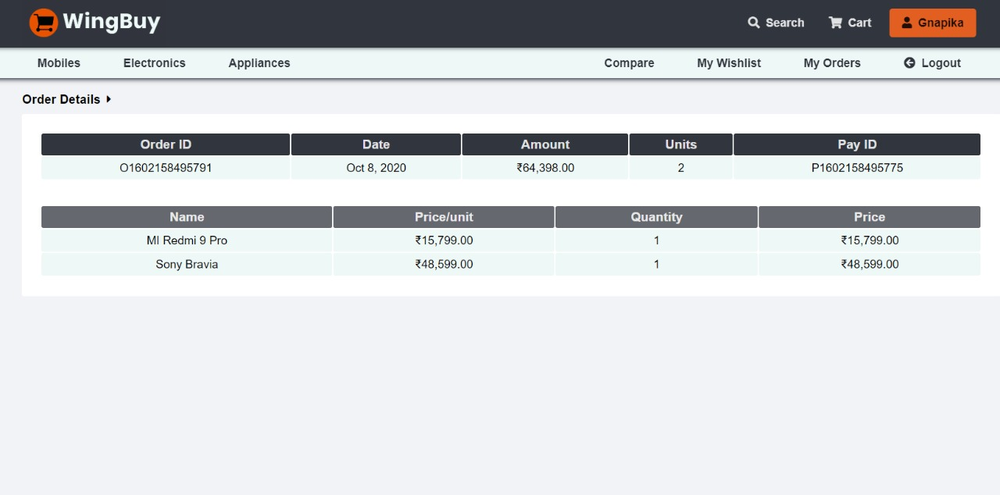 WingBuy Search Cart Gnapika
Mobiles Electronics Appliances Compare My Wishlist My Orders Logout
Order Details
Order ID Date Amount Units Pay ID
O1602158495791 Oct 8, 2020 ₹64,398.00 2 P1602158495775
Name Price/unit Quantity Price
MI Redmi 9 Pro ₹15,799.00 1 ₹15,799.00
Sony Bravia ₹48,599.00 1 ₹48,599.00